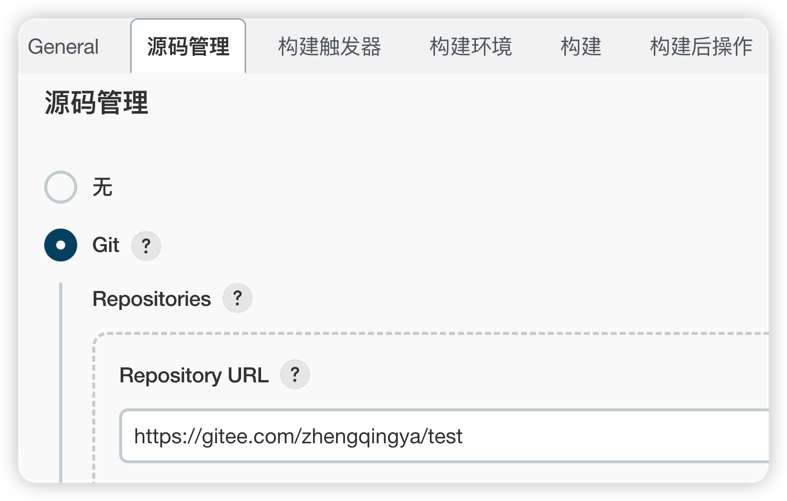 General 源码管理 构建触发器 构建环境 构建 构建后操作
源码管理
无
Git ?
Repositories ?
Repository URL ?
https://gitee.com/zhengqingya/test